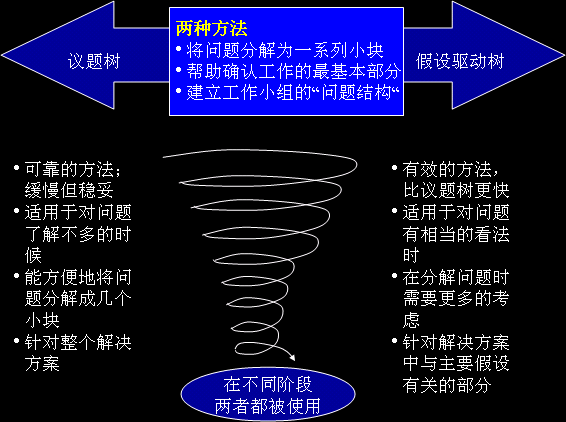 两种方法
• 将问题分解为一系列小块
• 帮助确认工作的最基本部分
• 建立工作小组的“问题结构“
议题树
假设驱动树
• 可靠的方法；
缓慢但稳妥
• 适用于对问题
了解不多的时
候
• 能方便地将问
题分解成几个
小块
• 针对整个解决
方案
• 有效的方法，
比议题树更快
• 适用于对问题
有相当的看法
时
• 在分解问题时
需要更多的考
虑
• 针对解决方案
中与主要假设
有关的部分
在不同阶段
两者都被使用